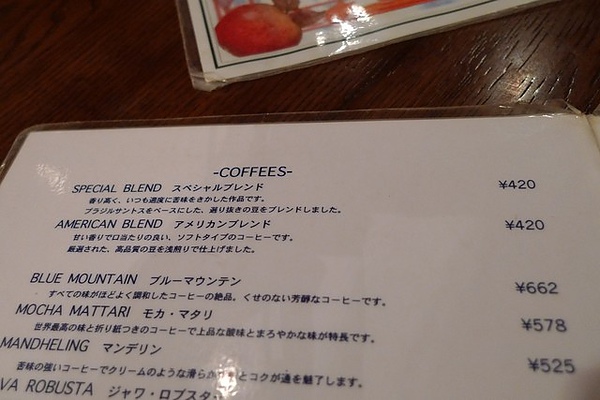 -COFFEES-
SPECIAL BLEND スペシャルブレンド ¥420
香り高く、いつも適度に苦味をきかした作品です。
ブラジルサントスをベースにした、選り抜きの豆をブレンドしました。
AMERICAN BLEND アメリカンブレンド ¥420
甘い香りで口当たりの良い、ソフトタイプのコーヒーです。
厳選された、高品質の豆を浅煎りで仕上げました。
BLUE MOUNTAIN ブルーマウンテン ¥662
すべての味がほどよく調和したコーヒーの絶品。くせのない芳醇なコーヒーです。
MOCHA MATTARI モカ・マタリ ¥578
世界最高の味と折り紙つきのコーヒーで上品な酸味とまろやかな味が特長です。
MANDHELING マンデリン ¥525
苦味の強いコーヒーでクリームのような滑らか とコクが通を魅了します。
VA ROBUSTA ジャワ・ロブスタ